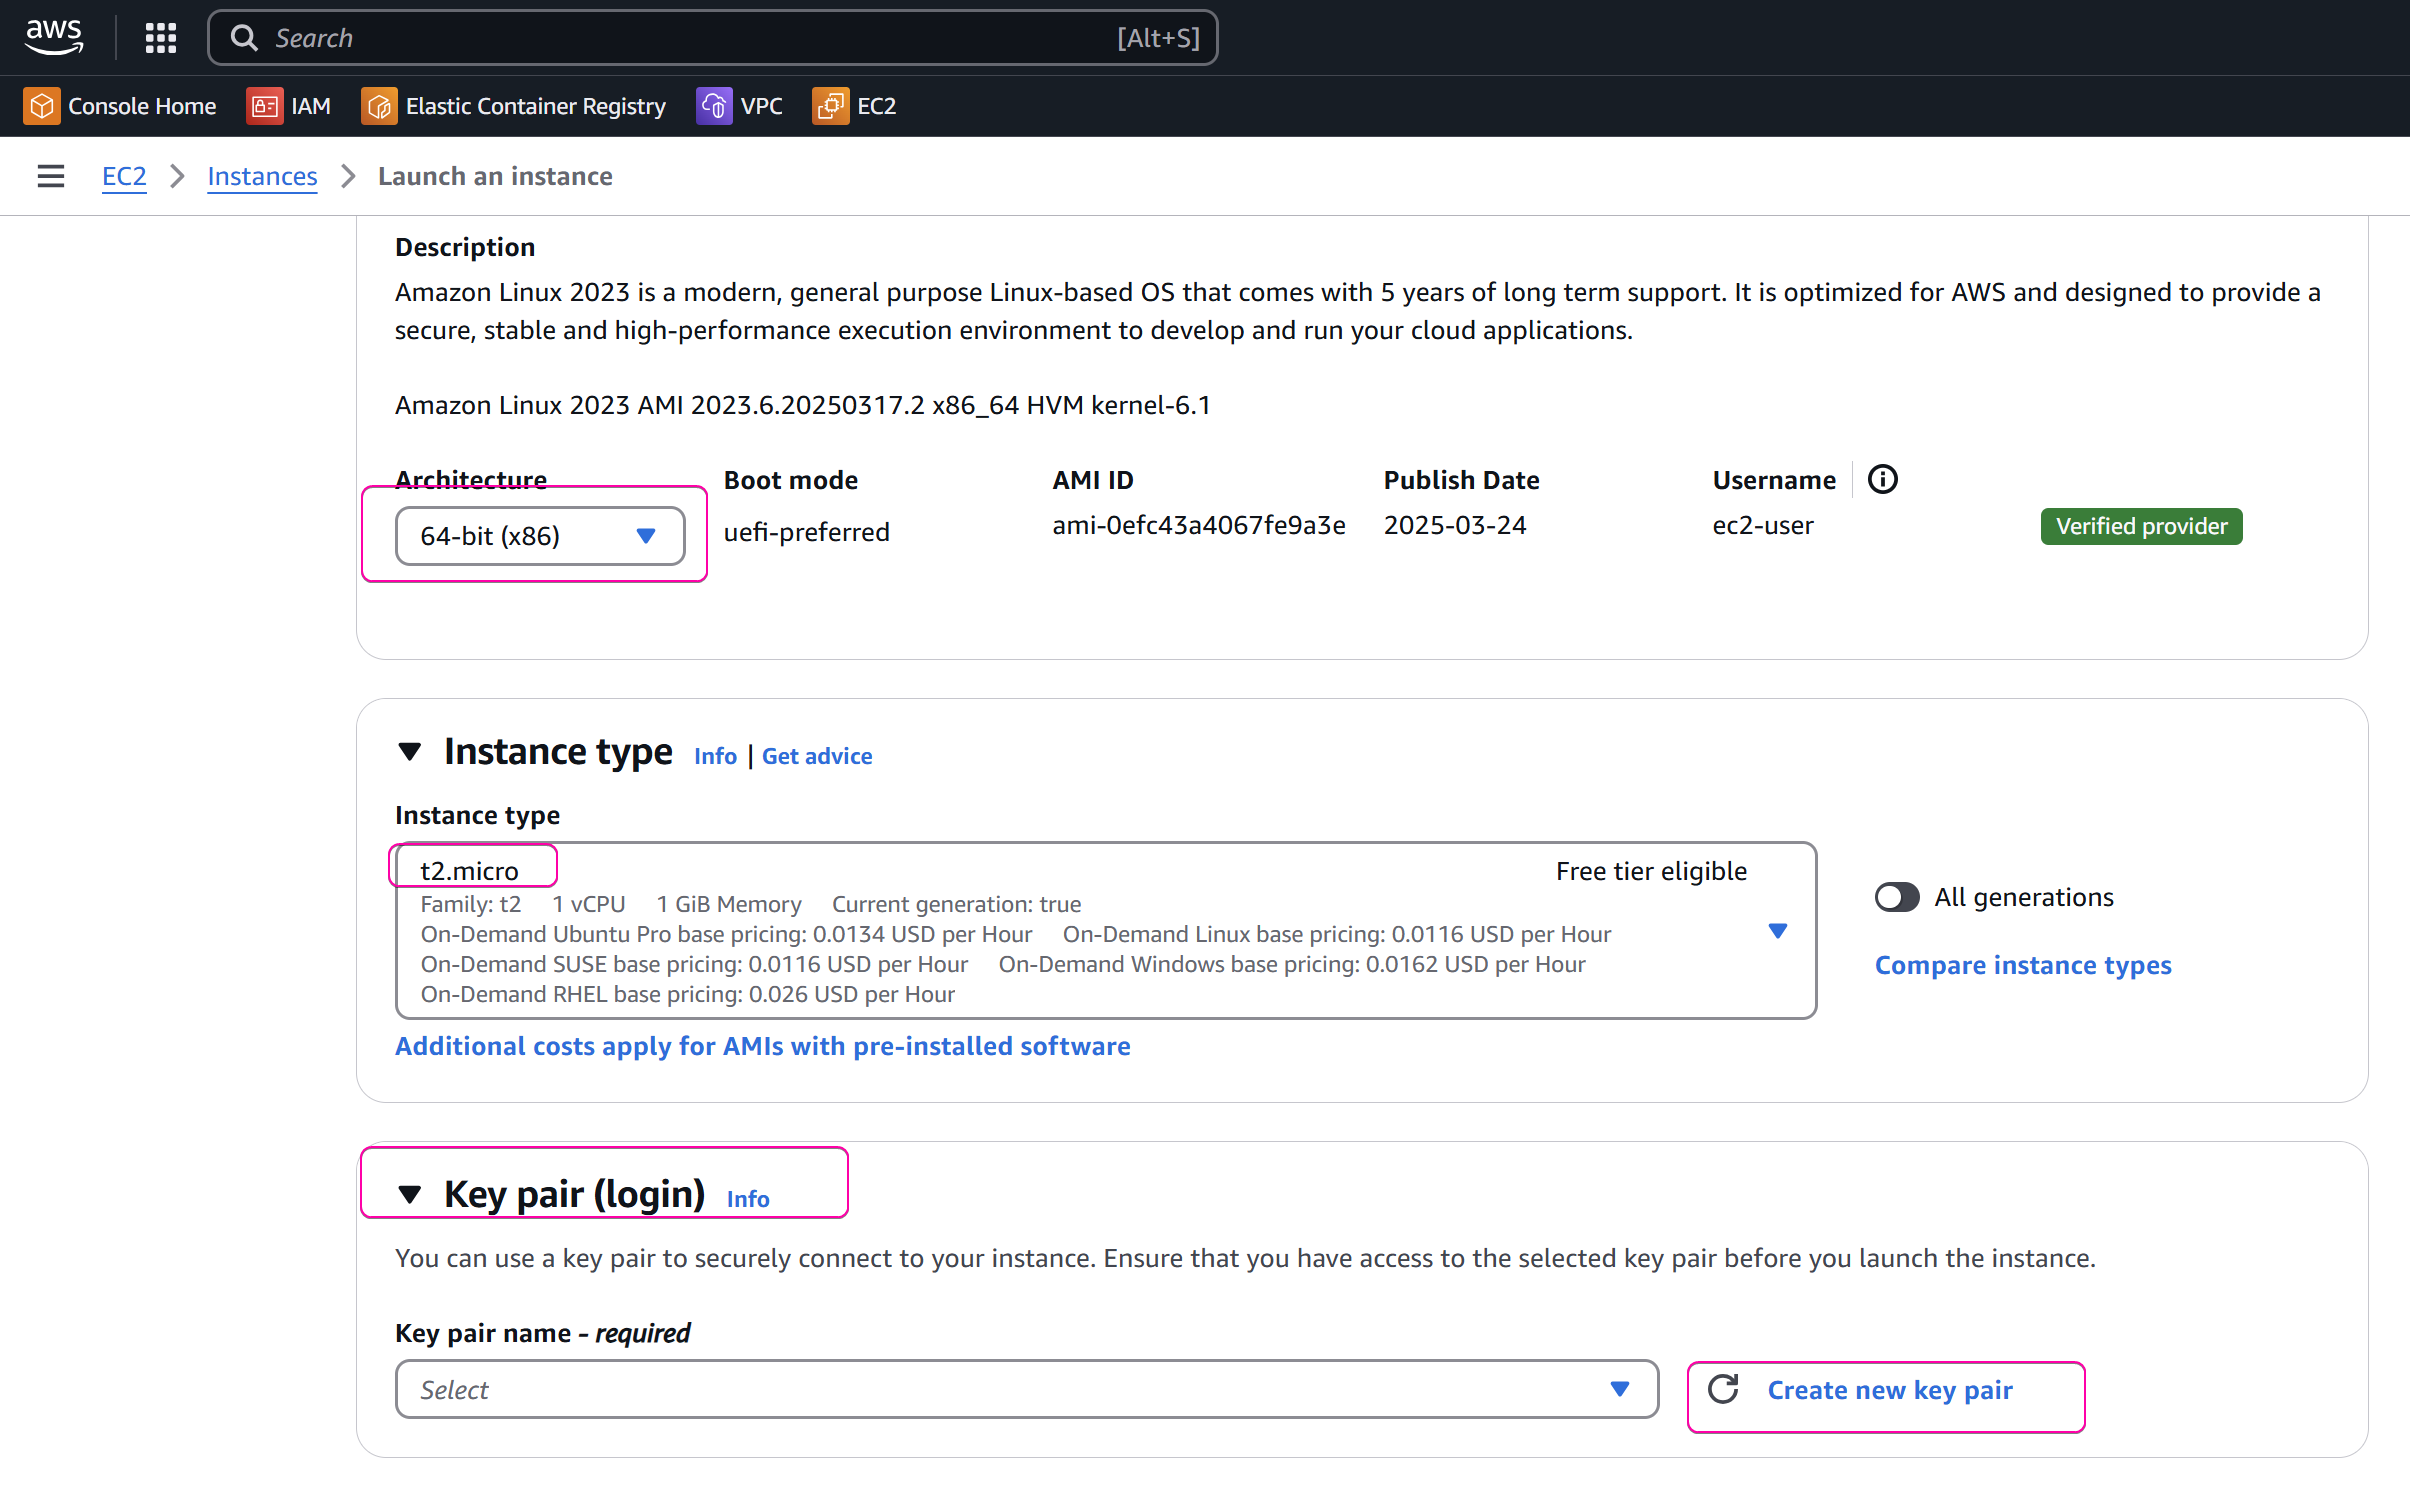 aws
Search [Alt+S]
Console Home IAM Elastic Container Registry VPC EC2
EC2 Instances Launch an instance
Description
Amazon Linux 2023 is a modern, general purpose Linux-based OS that comes with 5 years of long term support. It is optimized for AWS and designed to provide a
secure, stable and high-performance execution environment to develop and run your cloud applications.
Amazon Linux 2023 AMI 2023.6.20250317.2 x86_64 HVM kernel-6.1
Architecture Boot mode AMI ID Publish Date Username
64-bit (x86) uefi-preferred ami-0efc43a4067fe9a3e 2025-03-24 ec2-user Verified provider
Instance type Info | Get advice
Instance type
t2.micro Free tier eligible
Family: t2 1 vCPU 1 GiB Memory Current generation: true
On-Demand Ubuntu Pro base pricing: 0.0134 USD per Hour On-Demand Linux base pricing: 0.0116 USD per Hour
On-Demand SUSE base pricing: 0.0116 USD per Hour On-Demand Windows base pricing: 0.0162 USD per Hour
On-Demand RHEL base pricing: 0.026 USD per Hour
All generations
Compare instance types
Additional costs apply for AMIs with pre-installed software
Key pair (login) Info
You can use a key pair to securely connect to your instance. Ensure that you have access to the selected key pair before you launch the instance.
Key pair name - required
Select Create new key pair